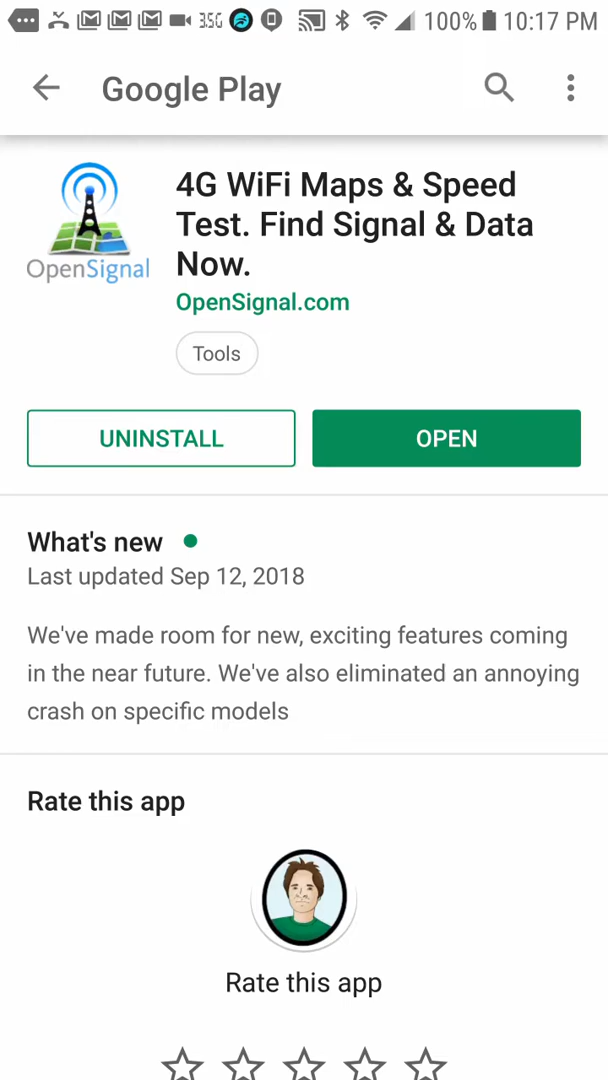 3.5G 100% 10:17 PM
Google Play
4G WiFi Maps & Speed
Test. Find Signal & Data
Now.
OpenSignal
OpenSignal.com
Tools
UNINSTALL OPEN
What's new
Last updated Sep 12, 2018
We've made room for new, exciting features coming
in the near future. We've also eliminated an annoying
crash on specific models
Rate this app
Rate this app